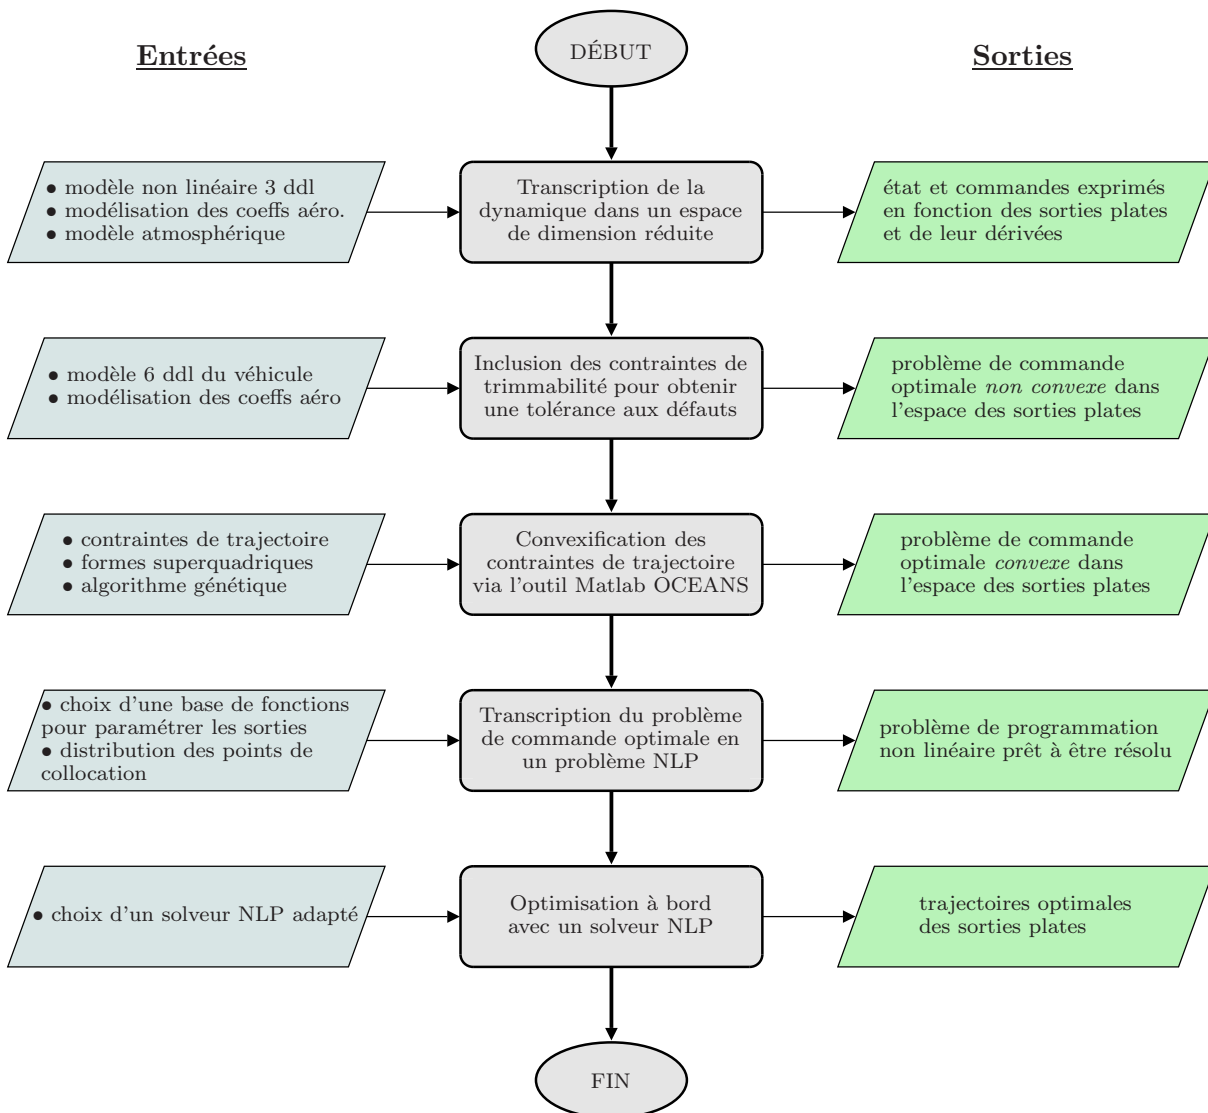 DÉBUT
Entrées
Sorties
• modèle non linéaire 3 ddl
• modélisation des coeffs aéro.
• modèle atmosphérique
Transcription de la
dynamique dans un espace
de dimension réduite
état et commandes exprimés
en fonction des sorties plates
et de leur dérivées
• modèle 6 ddl du véhicule
• modélisation des coeffs aéro
Inclusion des contraintes de
trimmabilité pour obtenir
une tolérance aux défauts
problème de commande
optimale non convexe dans
l'espace des sorties plates
• contraintes de trajectoire
• formes superquadriques
• algorithme génétique
Convexification des
contraintes de trajectoire
via l'outil Matlab OCEANS
problème de commande
optimale convexe dans
l'espace des sorties plates
• choix d'une base de fonctions
pour paramétrer les sorties
• distribution des points de
collocation
Transcription du problème
de commande optimale en
un problème NLP
problème de programmation
non linéaire prêt à être résolu
• choix d'un solveur NLP adapté
Optimisation à bord
avec un solveur NLP
trajectoires optimales
des sorties plates
FIN